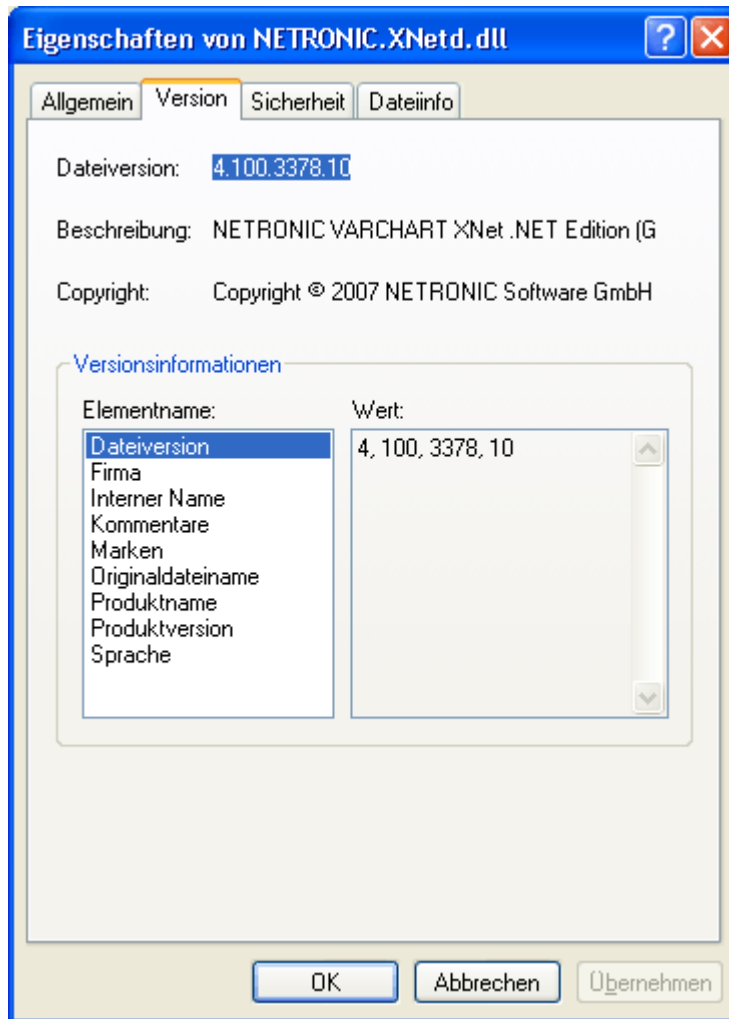 Eigenschaften von NETRONIC.XNetd.dll
Allgemein Version Sicherheit Dateiinfo
Dateiversion: 4.100.3378.10
Beschreibung: NETRONIC VARCHART XNet .NET Edition (G
Copyright: Copyright © 2007 NETRONIC Software GmbH
Versionsinformationen
Elementname: Wert:
Dateiversion 4, 100, 3378, 10
Firma
Interner Name
Kommentare
Marken
Originaldateiname
Produktname
Produktversion
Sprache
OK Abbrechen Übernehmen